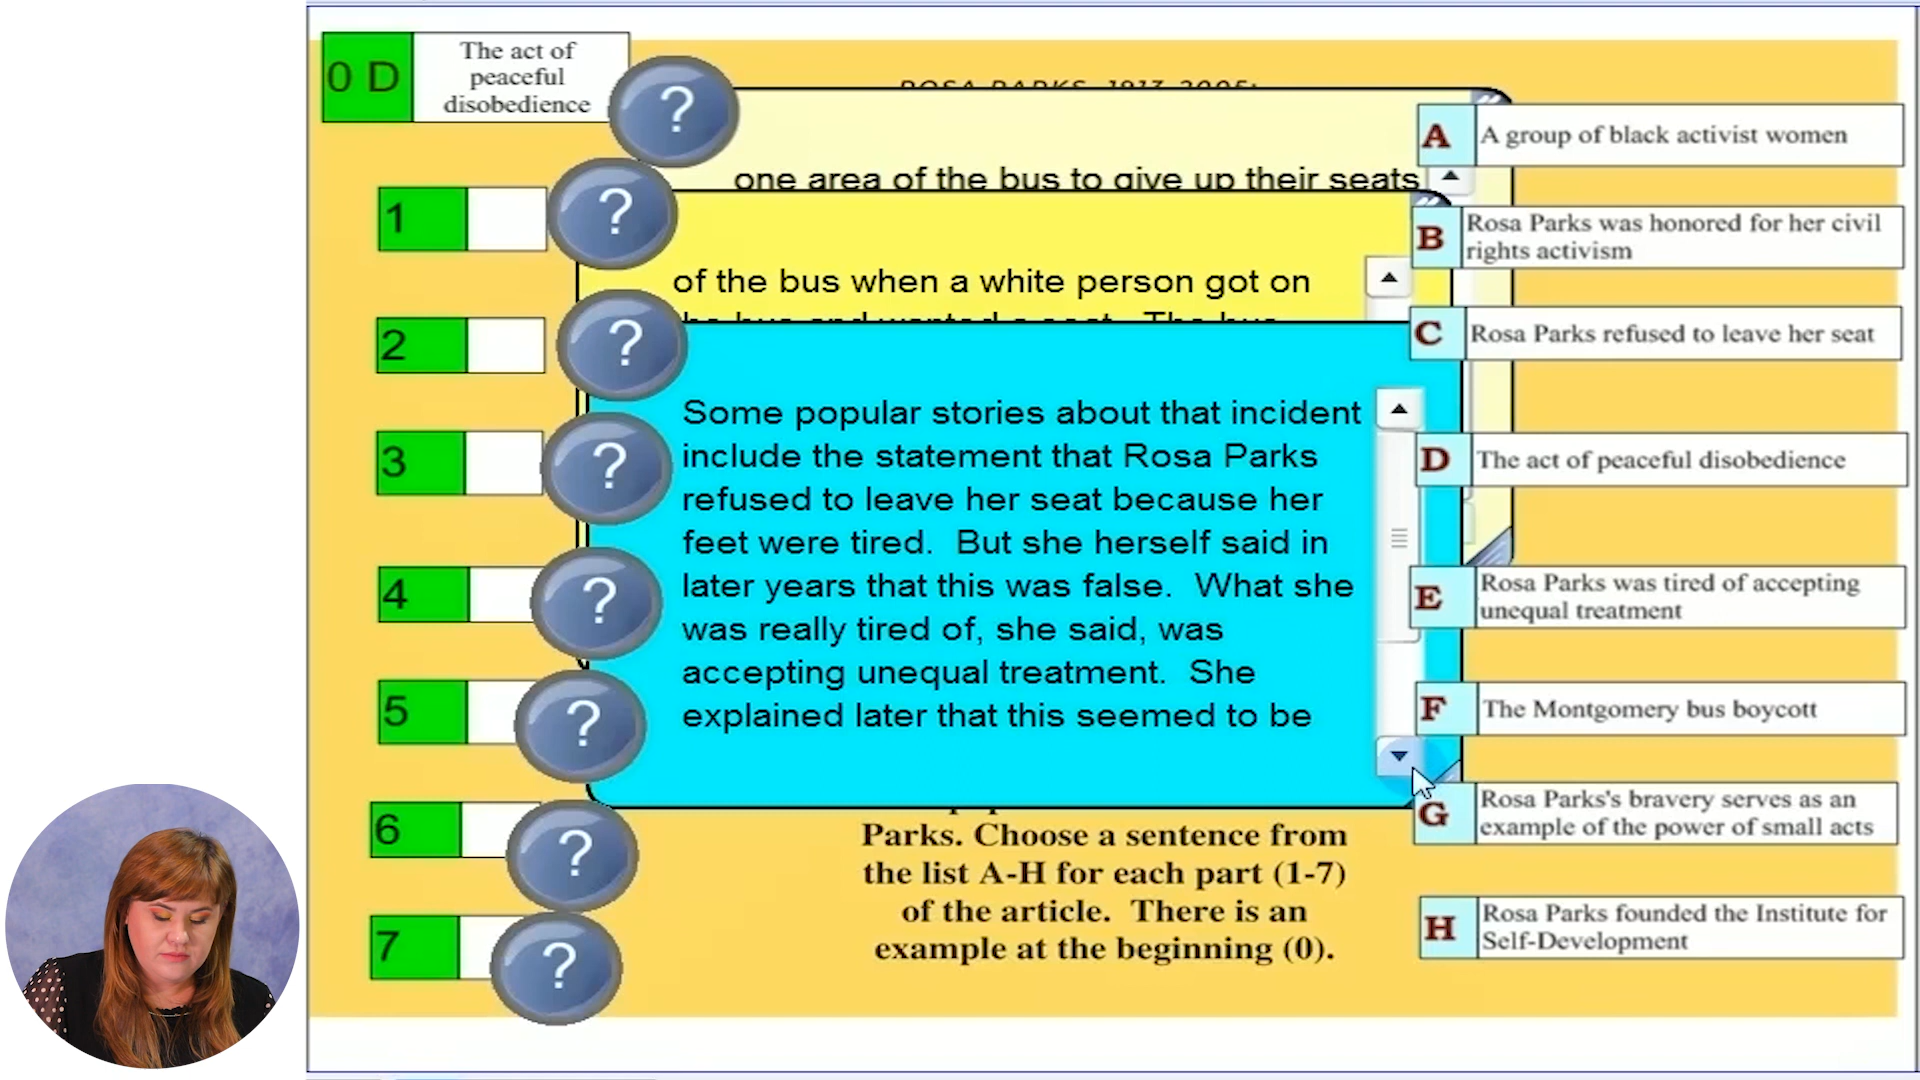 0 D
The act of
peaceful
disobedience
?
one area of the bus to give up their seats
1
?
of the bus when a white person got on
2
?
Some popular stories about that incident
include the statement that Rosa Parks
refused to leave her seat because her
feet were tired.  But she herself said in
later years that this was false.  What she
was really tired of, she said, was
accepting unequal treatment.  She
explained later that this seemed to be
3
?
4
?
5
?
6
?
7
?
Parks. Choose a sentence from
the list A-H for each part (1-7)
of the article.  There is an
example at the beginning (0).
A
A group of black activist women
B
Rosa Parks was honored for her civil
rights activism
C
Rosa Parks refused to leave her seat
D
The act of peaceful disobedience
E
Rosa Parks was tired of accepting
unequal treatment
F
The Montgomery bus boycott
G
Rosa Parks's bravery serves as an
example of the power of small acts
H
Rosa Parks founded the Institute for
Self-Development